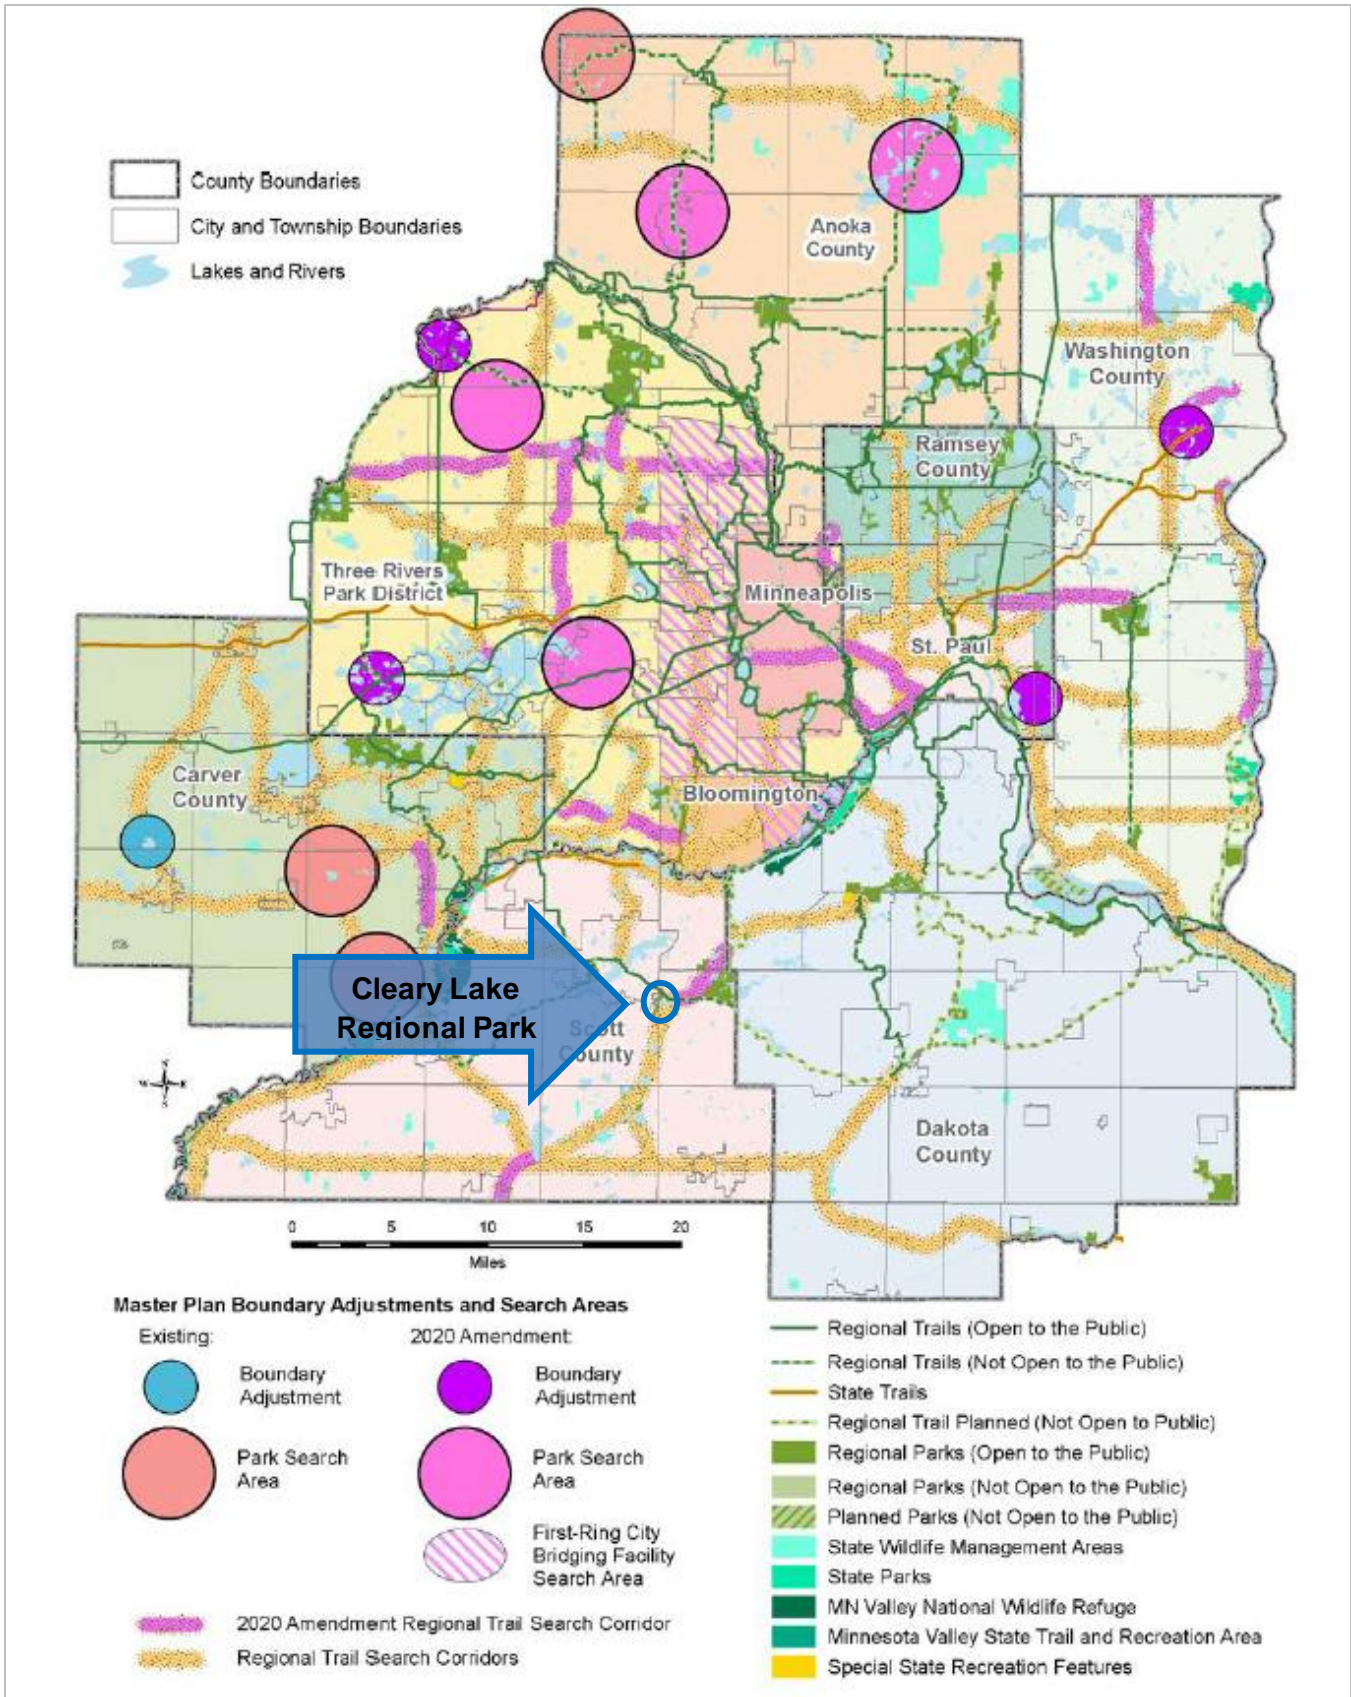 County Boundaries
City and Township Boundaries
Lakes and Rivers
Anoka
County
Washington
County
Ramsey
County
Three Rivers
Park District
Minneapolis
St. Paul
Carver
County
Bloomington
Cleary Lake
Regional Park
Scott
County
Dakota
County
N
W E
S
0 5 10 15 20
Miles
Master Plan Boundary Adjustments and Search Areas
Existing:
Boundary
Adjustment
Park Search
Area
2020 Amendment:
Boundary
Adjustment
Park Search
Area
First-Ring City
Bridging Facility
Search Area
2020 Amendment Regional Trail Search Corridor
Regional Trail Search Corridors
Regional Trails (Open to the Public)
Regional Trails (Not Open to the Public)
State Trails
Regional Trail Planned (Not Open to Public)
Regional Parks (Open to the Public)
Regional Parks (Not Open to the Public)
Planned Parks (Not Open to the Public)
State Wildlife Management Areas
State Parks
MN Valley National Wildlife Refuge
Minnesota Valley State Trail and Recreation Area
Special State Recreation Features